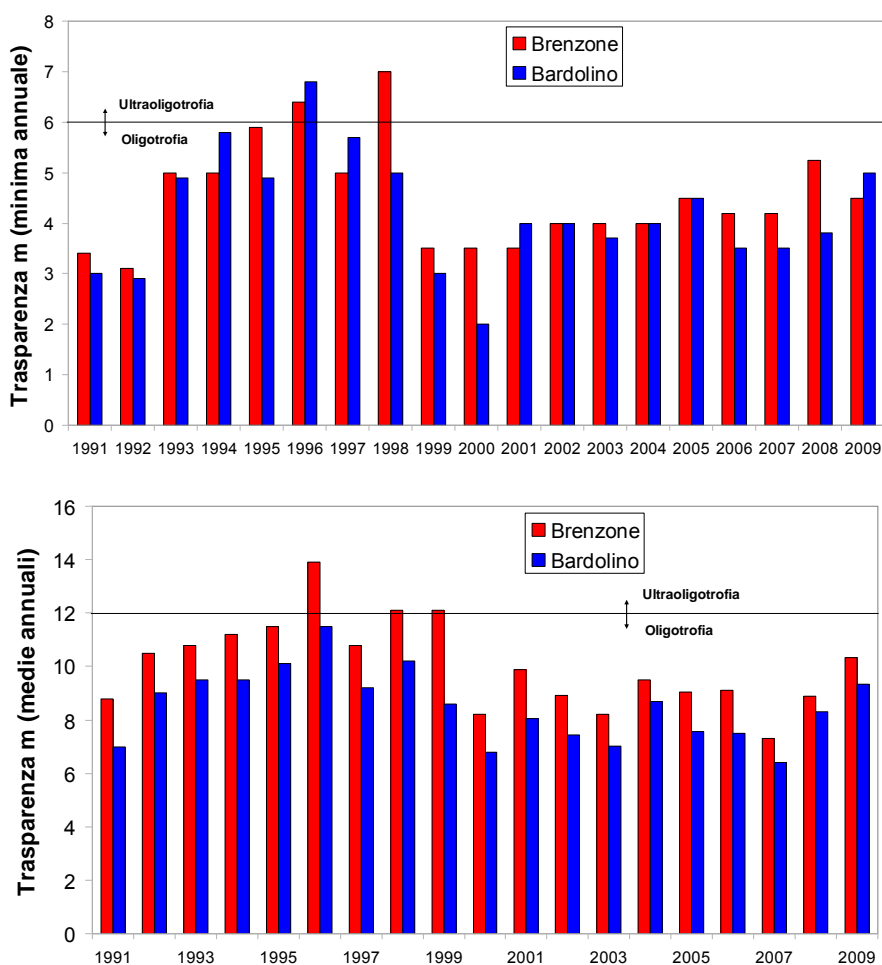 Trasparenza m (minima annuale)
8
7
6
5
4
3
2
1
0
Brenzone
Bardolino
Ultraoligotrofia
Oligotrofia
1991 1992 1993 1994 1995 1996 1997 1998 1999 2000 2001 2002 2003 2004 2005 2006 2007 2008 2009
Trasparenza m (medie annuali)
16
14
12
10
8
6
4
2
0
Brenzone
Bardolino
Ultraoligotrofia
Oligotrofia
1991 1993 1995 1997 1999 2001 2003 2005 2007 2009